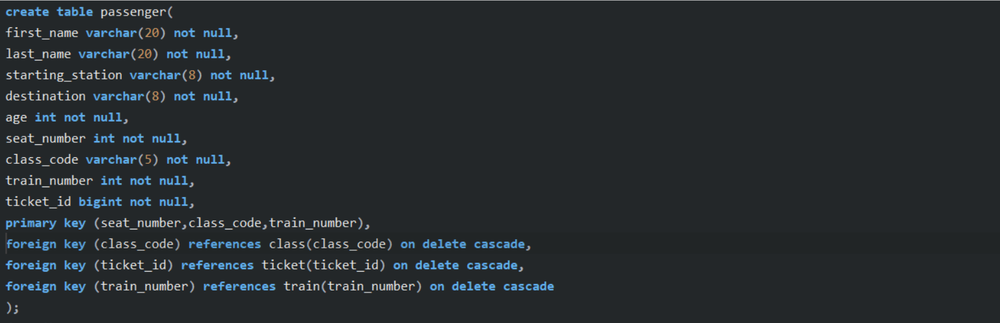 create table passenger(
first_name varchar(20) not null,
last_name varchar(20) not null,
starting_station varchar(8) not null,
destination varchar(8) not null,
age int not null,
seat_number int not null,
class_code varchar(5) not null,
train_number int not null,
ticket_id bigint not null,
primary key (seat_number,class_code,train_number),
foreign key (class_code) references class(class_code) on delete cascade,
foreign key (ticket_id) references ticket(ticket_id) on delete cascade,
foreign key (train_number) references train(train_number) on delete cascade
);